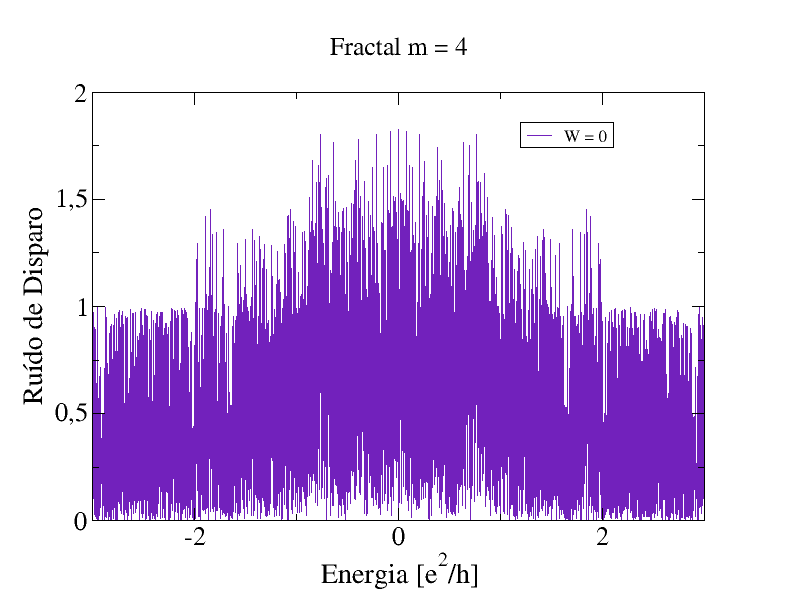 Fractal m = 4
2
W = 0
1,5
Ruído de Disparo
1
0,5
0
-2 0 2
Energia [e²/h]